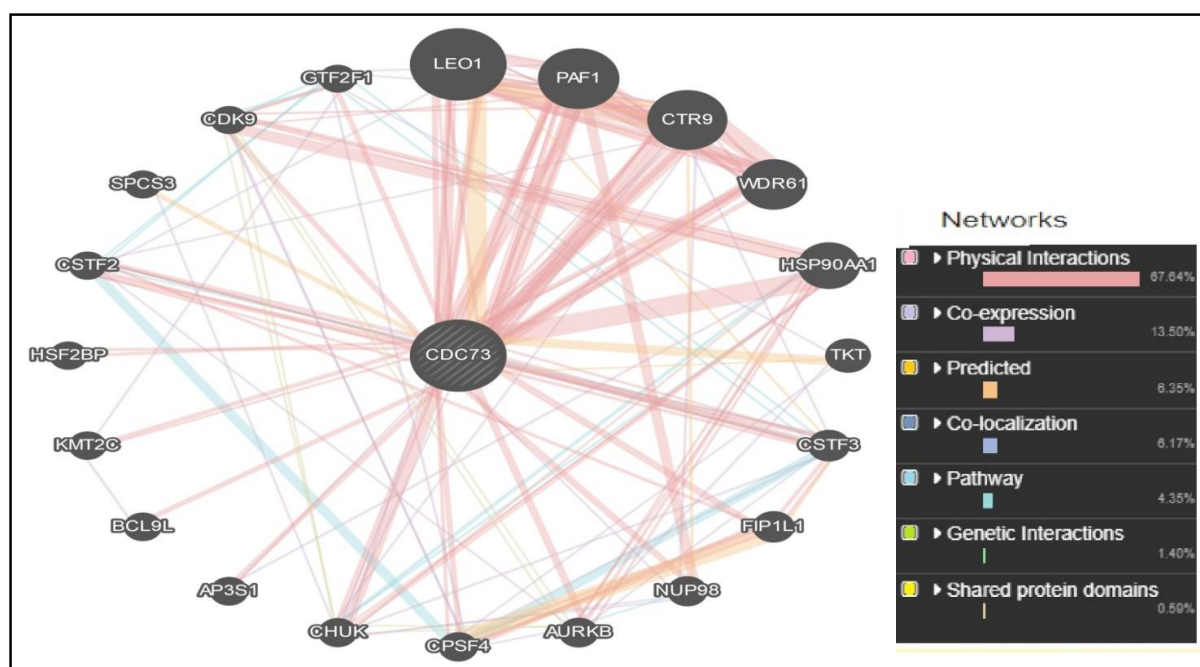 LEO1
PAF1
GTF2F1
CTR9
CDK9
WDR61
SPCS3
CSTF2
HSP90AA1
HSF2BP
CDC73
TKT
KMT2C
CSTF3
BCL9L
FIP1L1
AP3S1
NUP98
CHUK
CPSF4
AURKB
Networks
Physical Interactions
67.64%
Co-expression
13.50%
Predicted
6.35%
Co-localization
6.17%
Pathway
4.35%
Genetic Interactions
1.40%
Shared protein domains
0.59%